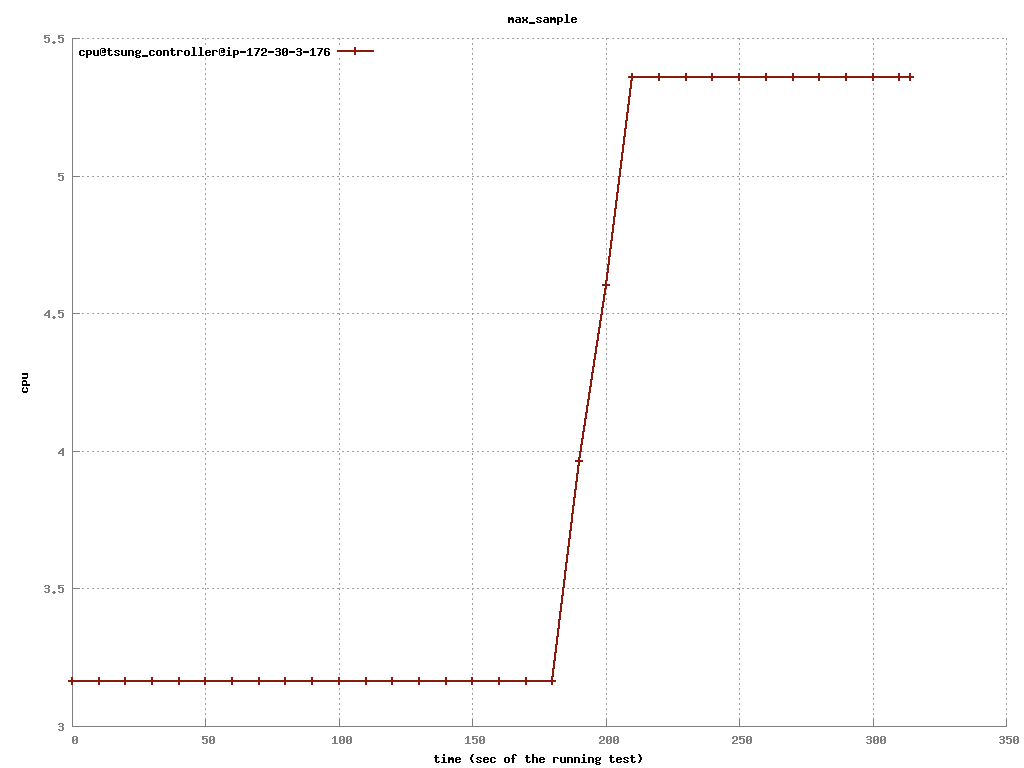 max_sample
cpu@tsung_controller@ip-172-30-3-176
5.5
5
4.5
4
3.5
3
cpu
0 50 100 150 200 250 300 350
time (sec of the running test)